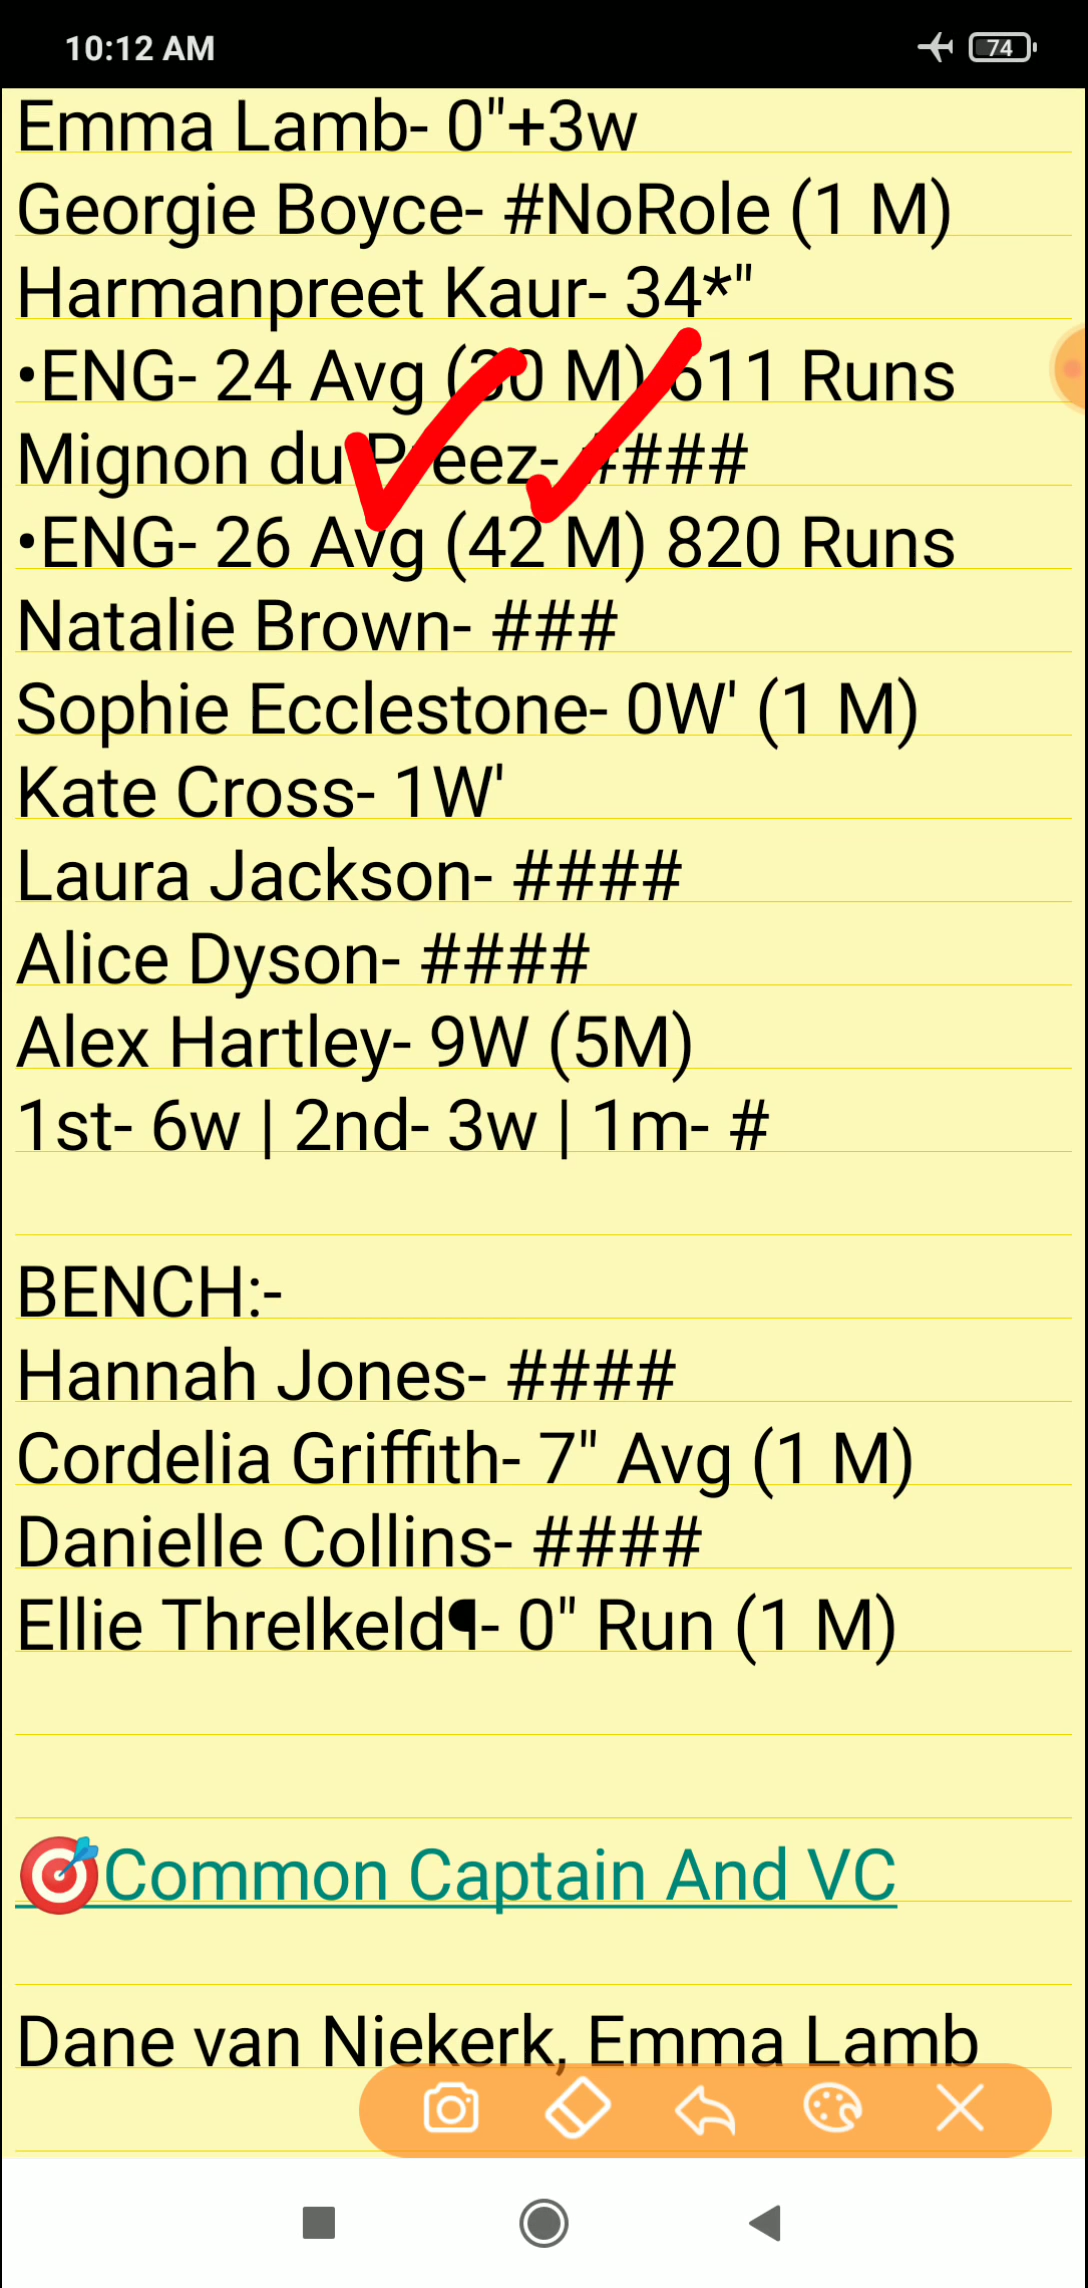 10:12 AM
74
Emma Lamb- 0"+3w
Georgie Boyce- #NoRole (1 M)
Harmanpreet Kaur- 34*"
•ENG- 24 Avg (30 M) 611 Runs
Mignon du Preez- ####
•ENG- 26 Avg (42 M) 820 Runs
Natalie Brown- ###
Sophie Ecclestone- 0W' (1 M)
Kate Cross- 1W'
Laura Jackson- ####
Alice Dyson- ####
Alex Hartley- 9W (5M)
1st- 6w | 2nd- 3w | 1m- #
BENCH:-
Hannah Jones- ####
Cordelia Griffith- 7" Avg (1 M)
Danielle Collins- ####
Ellie Threlkeld¶- 0" Run (1 M)
🎯Common Captain And VC
Dane van Niekerk, Emma Lamb